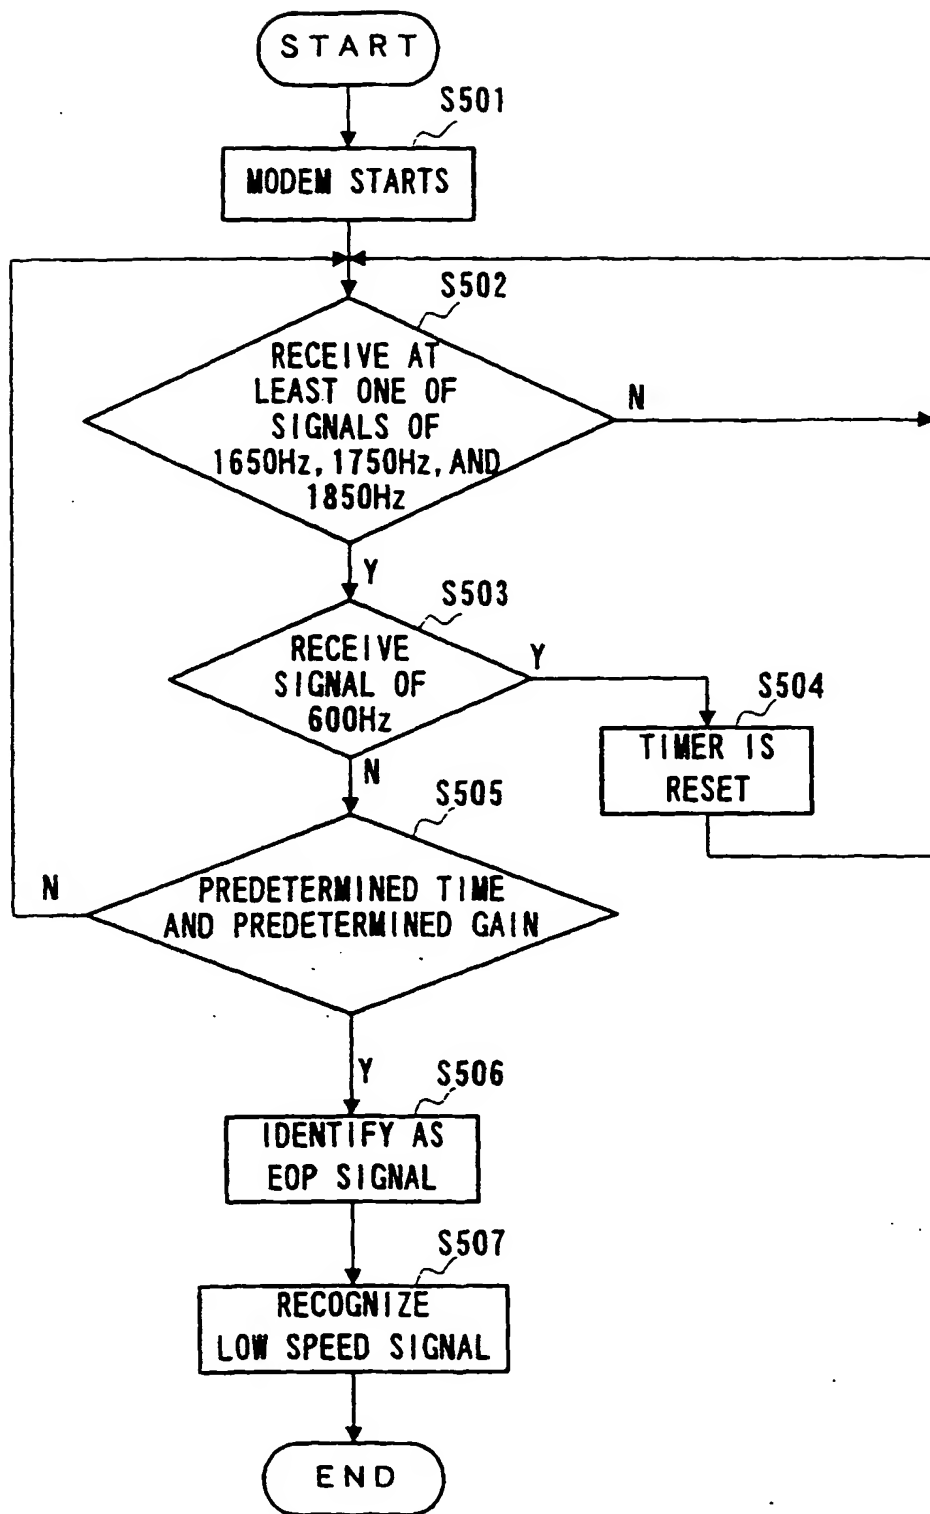 START
S501
MODEM STARTS
S502
RECEIVE AT
LEAST ONE OF
SIGNALS OF
1650Hz, 1750Hz, AND
1850Hz
N
Y
S503
RECEIVE
SIGNAL OF
600Hz
Y
S504
TIMER IS
RESET
N
S505
PREDETERMINED TIME
AND PREDETERMINED GAIN
N
Y
S506
IDENTIFY AS
EOP SIGNAL
S507
RECOGNIZE
LOW SPEED SIGNAL
END